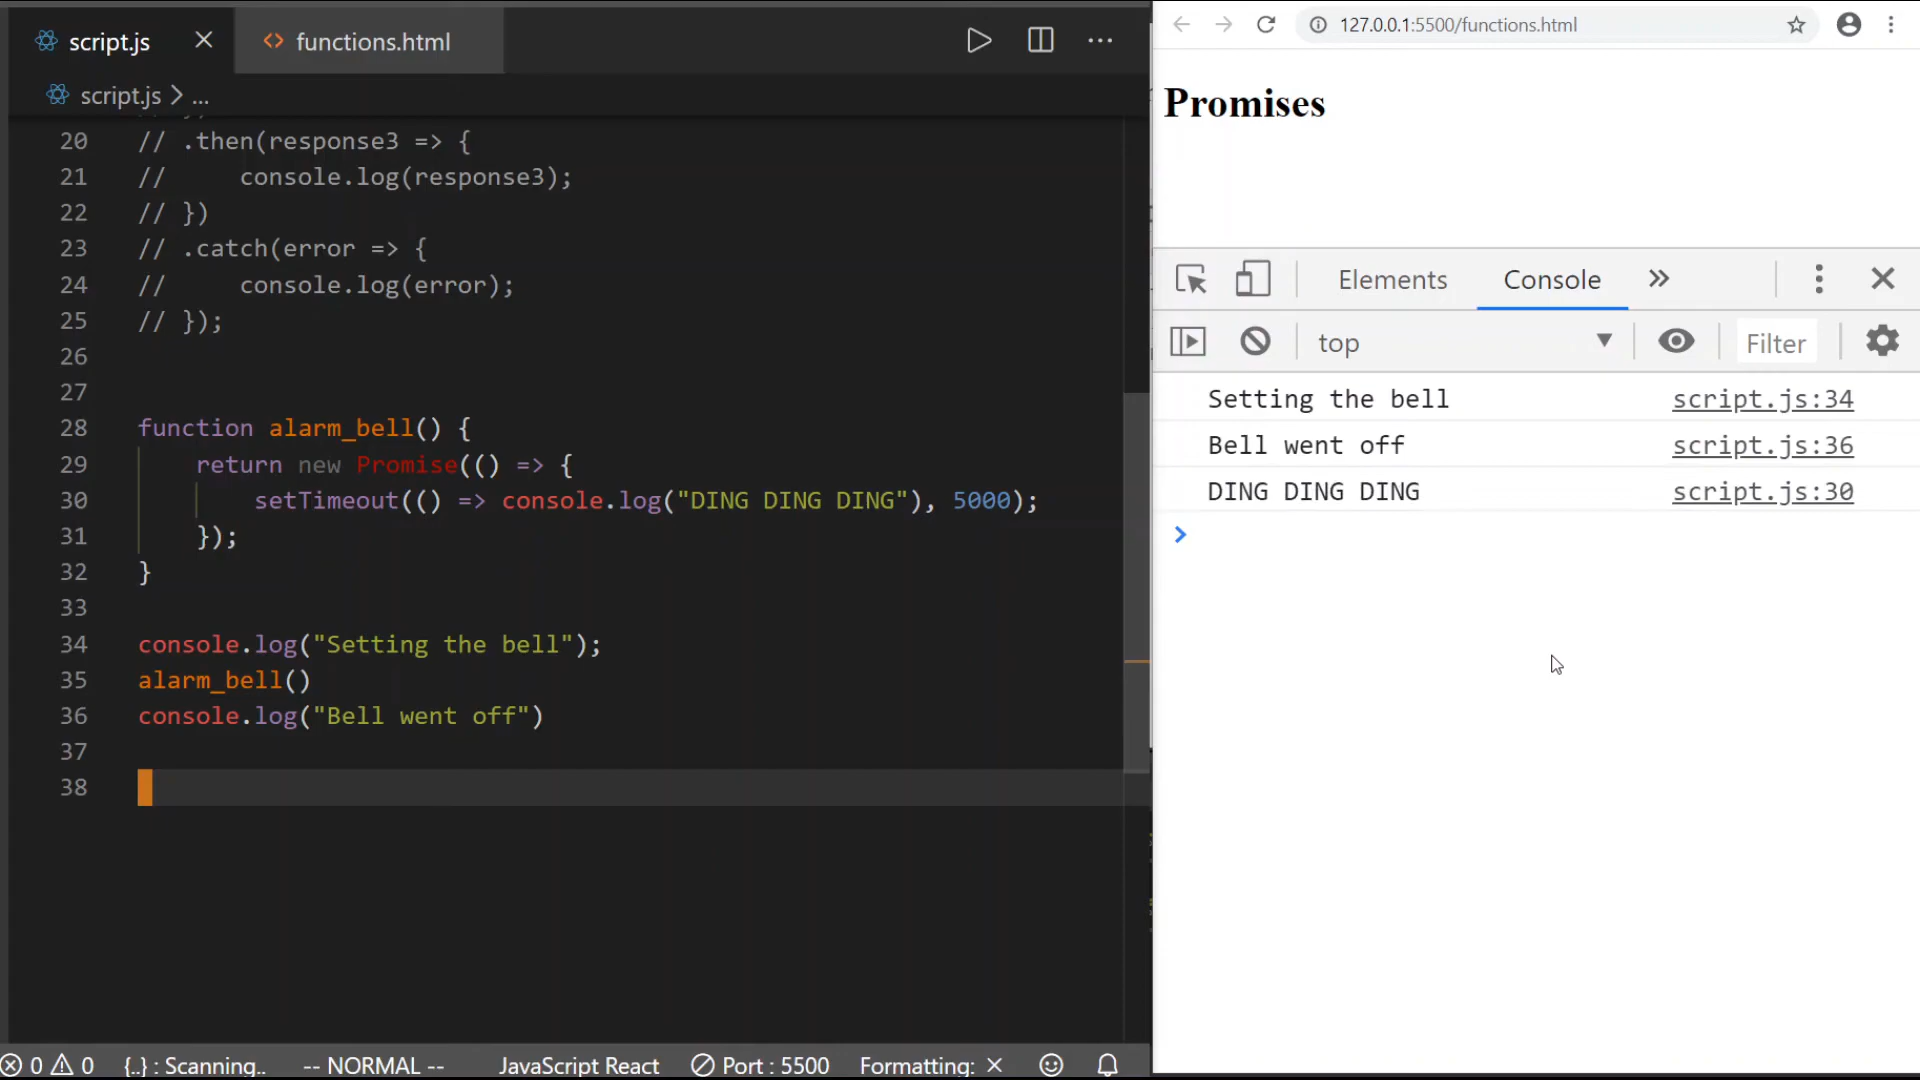 script.js
functions.html
script.js > ...
20 // .then(response3 => {
21 //     console.log(response3);
22 // })
23 // .catch(error => {
24 //     console.log(error);
25 // });
26
27
28 function alarm_bell() {
29     return new Promise(() => {
30         setTimeout(() => console.log("DING DING DING"), 5000);
31     });
32 }
33
34 console.log("Setting the bell");
35 alarm_bell()
36 console.log("Bell went off")
37
38
0 0 {..} : Scanning.. -- NORMAL -- JavaScript React Port : 5500 Formatting: ×
127.0.0.1:5500/functions.html
Promises
Elements Console »
top Filter
Setting the bell script.js:34
Bell went off script.js:36
DING DING DING script.js:30
>